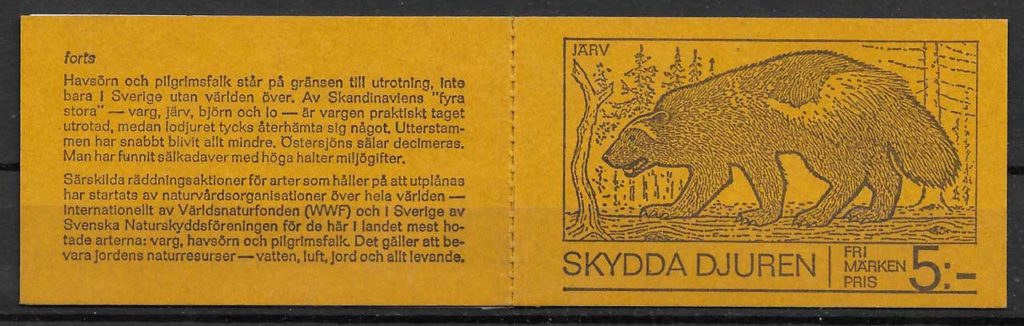 forts
Havsörn och pilgrimsfalk står på gränsen till utrotning, inte
bara i Sverige utan världen över. Av Skandinaviens "fyra
stora" — varg, järv, björn och lo — är vargen praktiskt taget
utrotad, medan lodjuret tycks återhämta sig något. Utterstam-
men har snabbt blivit allt mindre. Östersjöns sälar decimeras.
Man har funnit sälkadaver med höga halter miljögifter.
Särskilda räddningsaktioner för arter som håller på att utplånas
har startats av naturvårdsorganisationer över hela världen —
internationellt av Världsnaturfonden (WWF) och i Sverige av
Svenska Naturskyddsföreningen för de här i landet mest ho-
tade arterna: varg, havsörn och pilgrimsfalk. Det gäller att be-
vara jordens naturresurser — vatten, luft, jord och allt levande.
JÄRV
SKYDDA DJUREN
FRI
MÄRKEN
PRIS
5:-